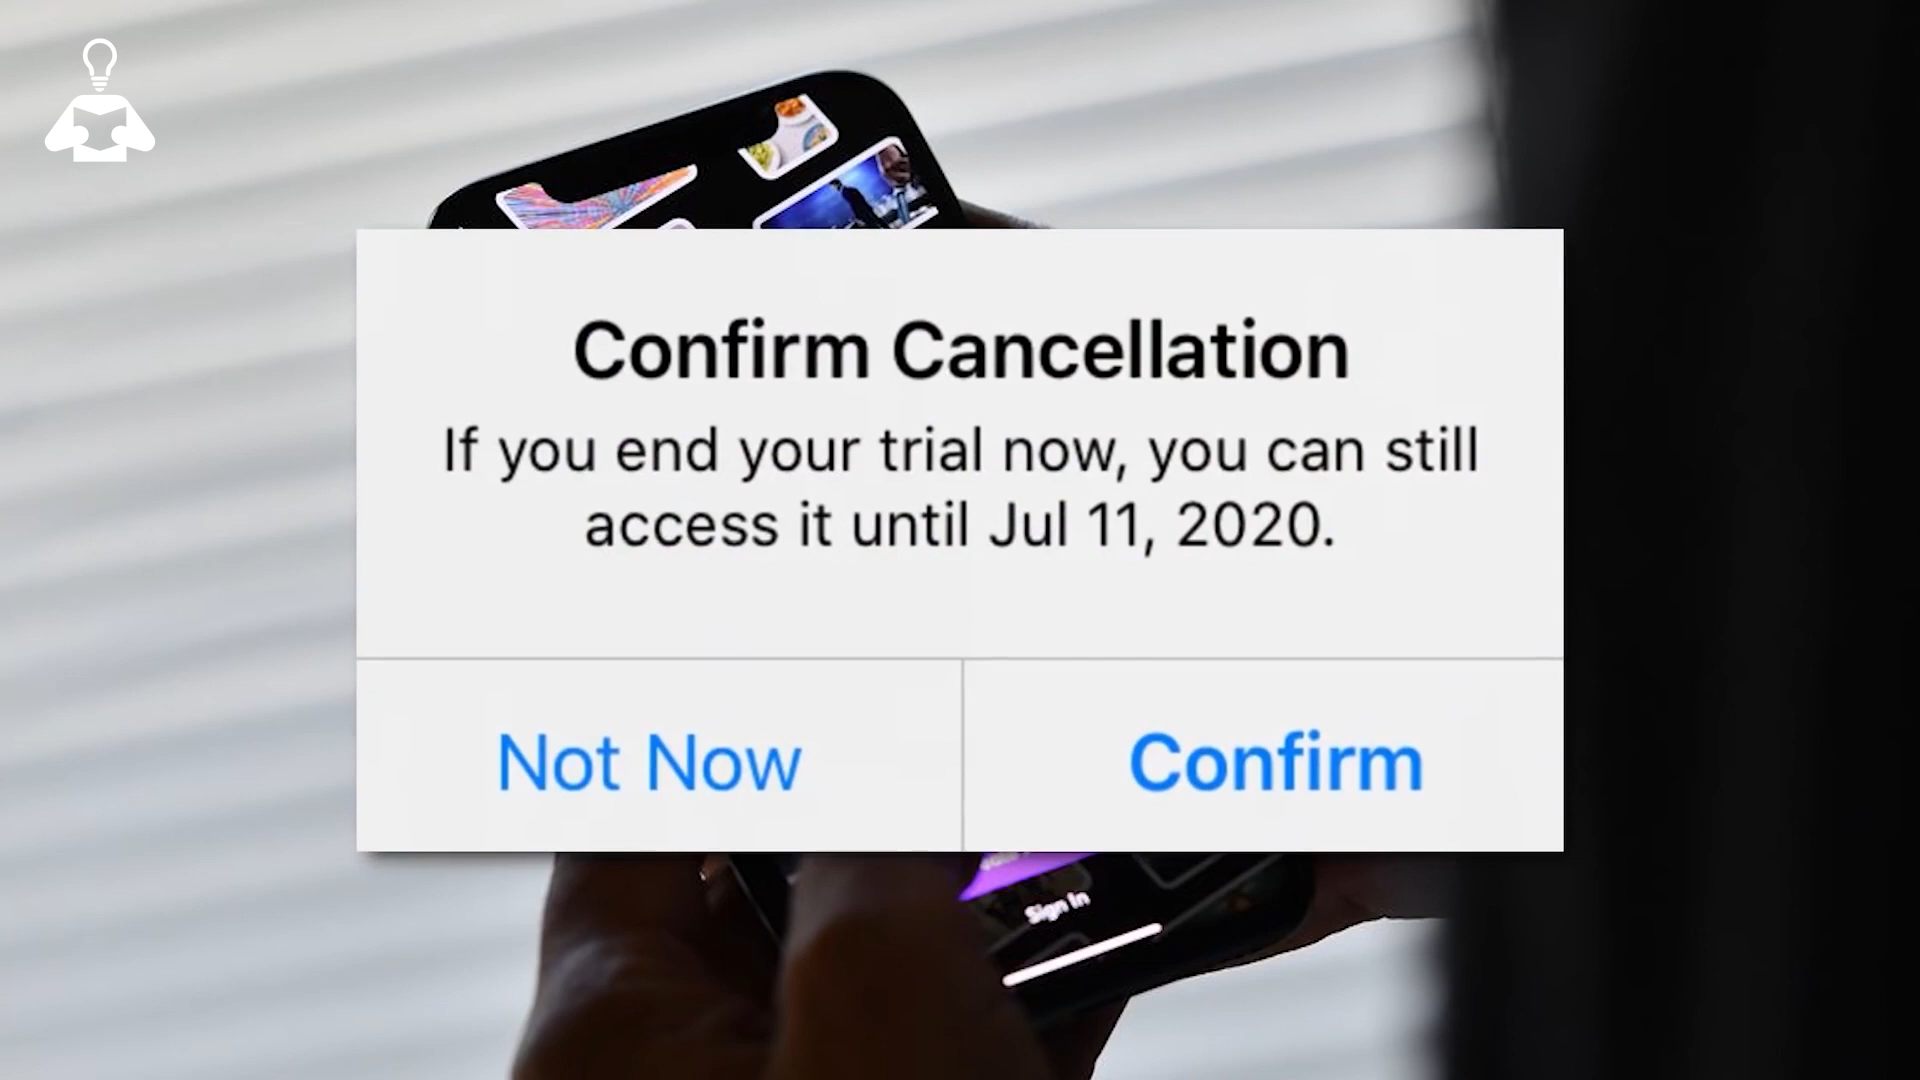 Confirm Cancellation
If you end your trial now, you can still
access it until Jul 11, 2020.
Not Now
Confirm
Sign In